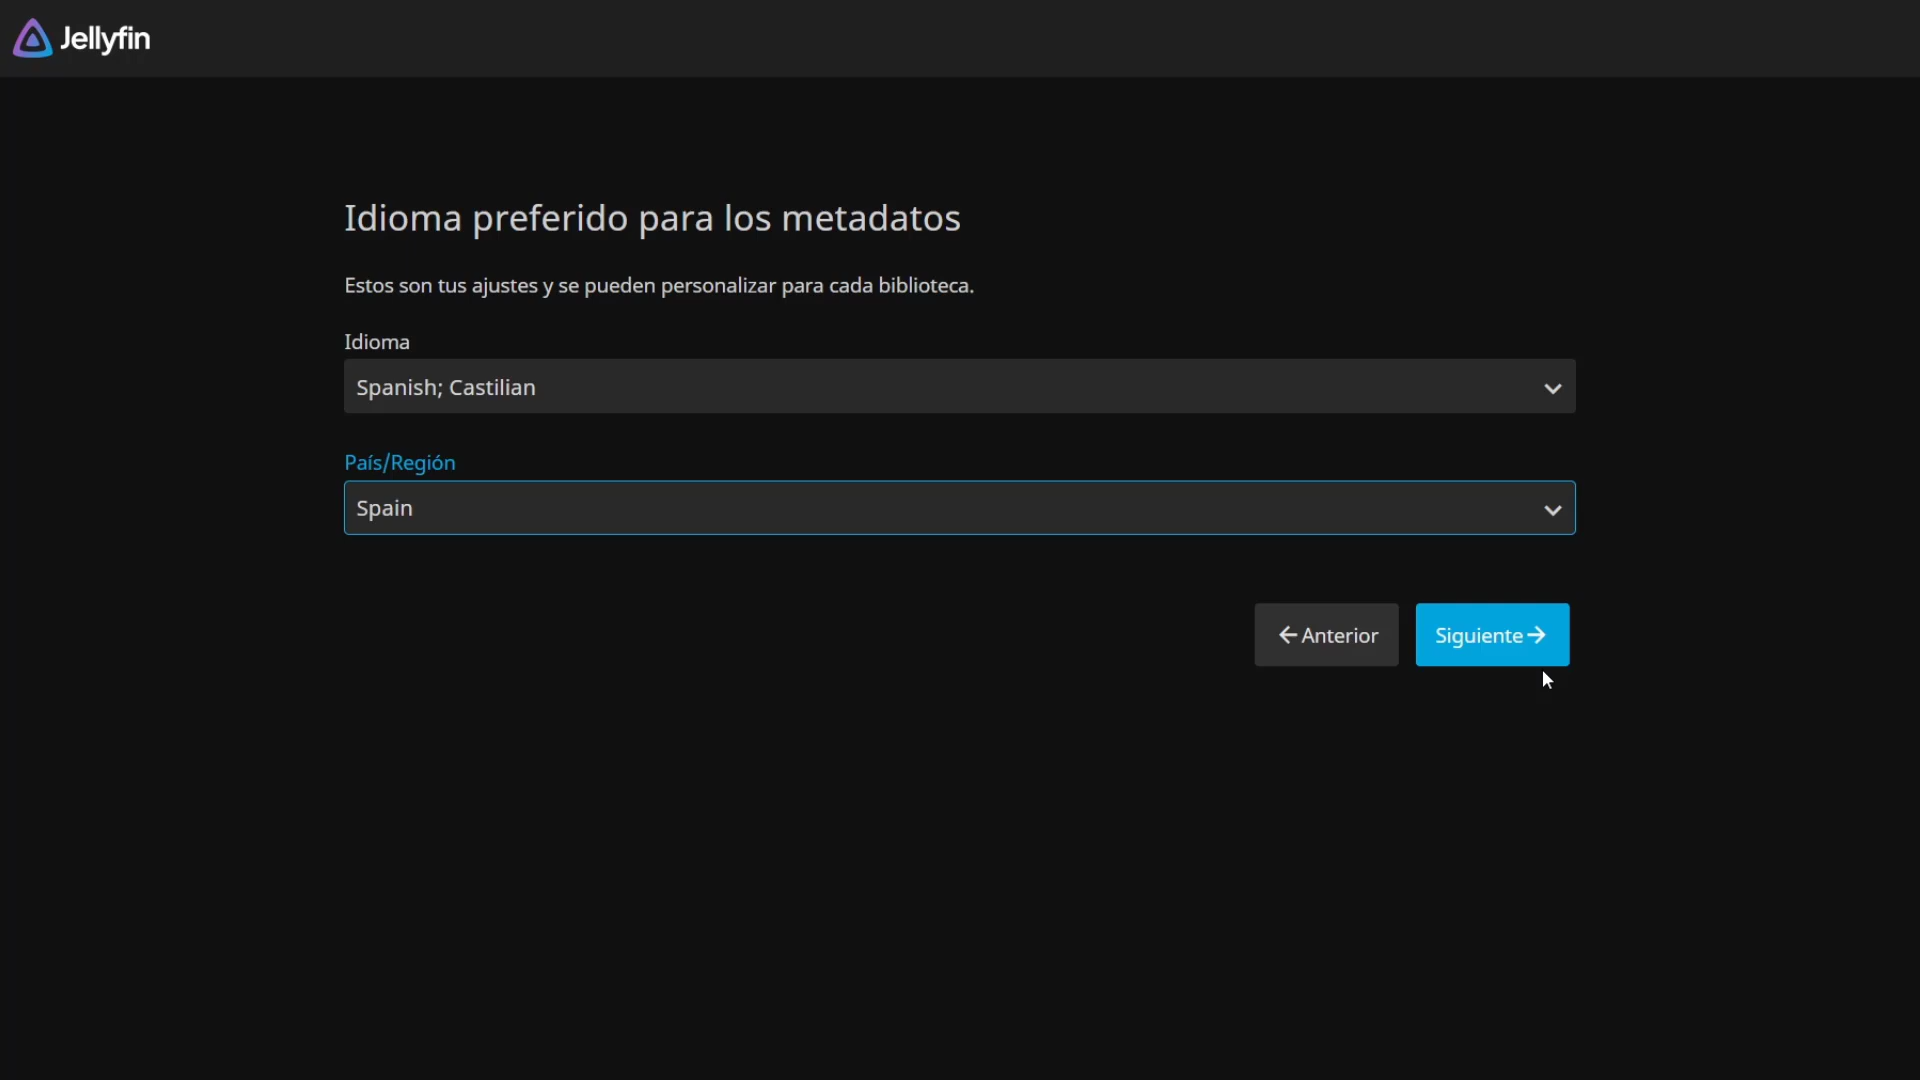 Jellyfin
Idioma preferido para los metadatos
Estos son tus ajustes y se pueden personalizar para cada biblioteca.
Idioma
Spanish; Castilian
País/Región
Spain
Anterior
Siguiente